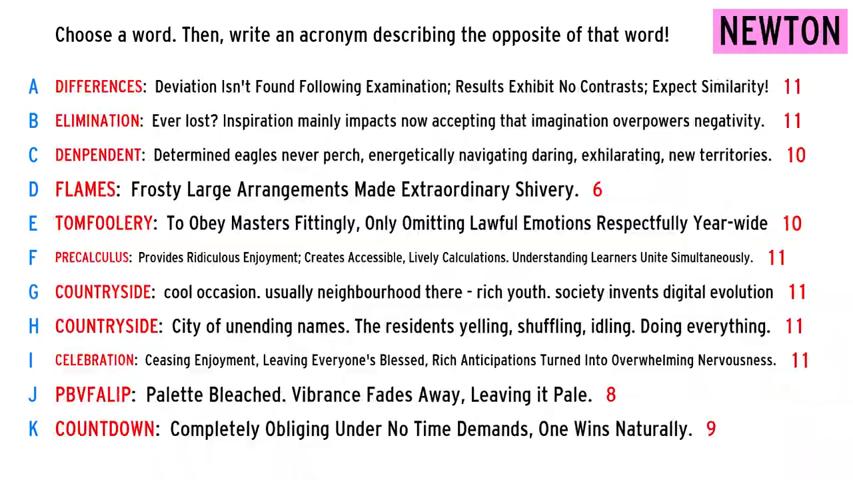 Choose a word. Then, write an acronym describing the opposite of that word!
NEWTON
A DIFFERENCES: Deviation Isn't Found Following Examination; Results Exhibit No Contrasts; Expect Similarity! 11
B ELIMINATION: Ever lost? Inspiration mainly impacts now accepting that imagination overpowers negativity. 11
C DENPENDENT: Determined eagles never perch, energetically navigating daring, exhilarating, new territories. 10
D FLAMES: Frosty Large Arrangements Made Extraordinary Shivery. 6
E TOMFOOLERY: To Obey Masters Fittingly, Only Omitting Lawful Emotions Respectfully Year-wide 10
F PRECALCULUS: Provides Ridiculous Enjoyment; Creates Accessible, Lively Calculations. Understanding Learners Unite Simultaneously. 11
G COUNTRYSIDE: cool occasion. usually neighbourhood there - rich youth. society invents digital evolution 11
H COUNTRYSIDE: City of unending names. The residents yelling, shuffling, idling. Doing everything. 11
I CELEBRATION: Ceasing Enjoyment, Leaving Everyone's Blessed, Rich Anticipations Turned Into Overwhelming Nervousness. 11
J PBVFALIP: Palette Bleached. Vibrance Fades Away, Leaving it Pale. 8
K COUNTDOWN: Completely Obliging Under No Time Demands, One Wins Naturally. 9